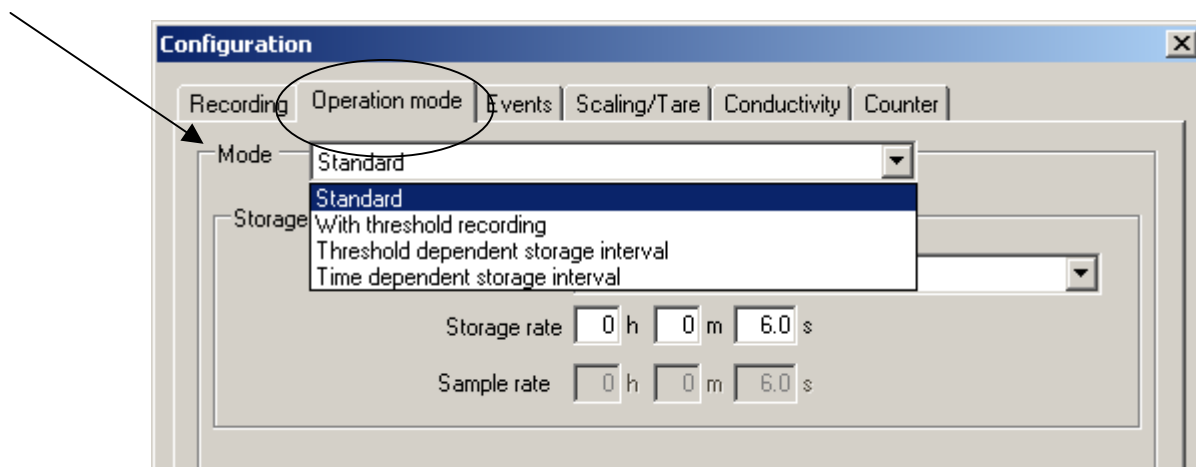 Configuration
Recording Operation mode Events Scaling/Tare Conductivity Counter
Mode Standard
Standard
Storage With threshold recording
Threshold dependent storage interval
Time dependent storage interval
Storage rate 0 h 0 m 6.0 s
Sample rate 0 h 0 m 6.0 s